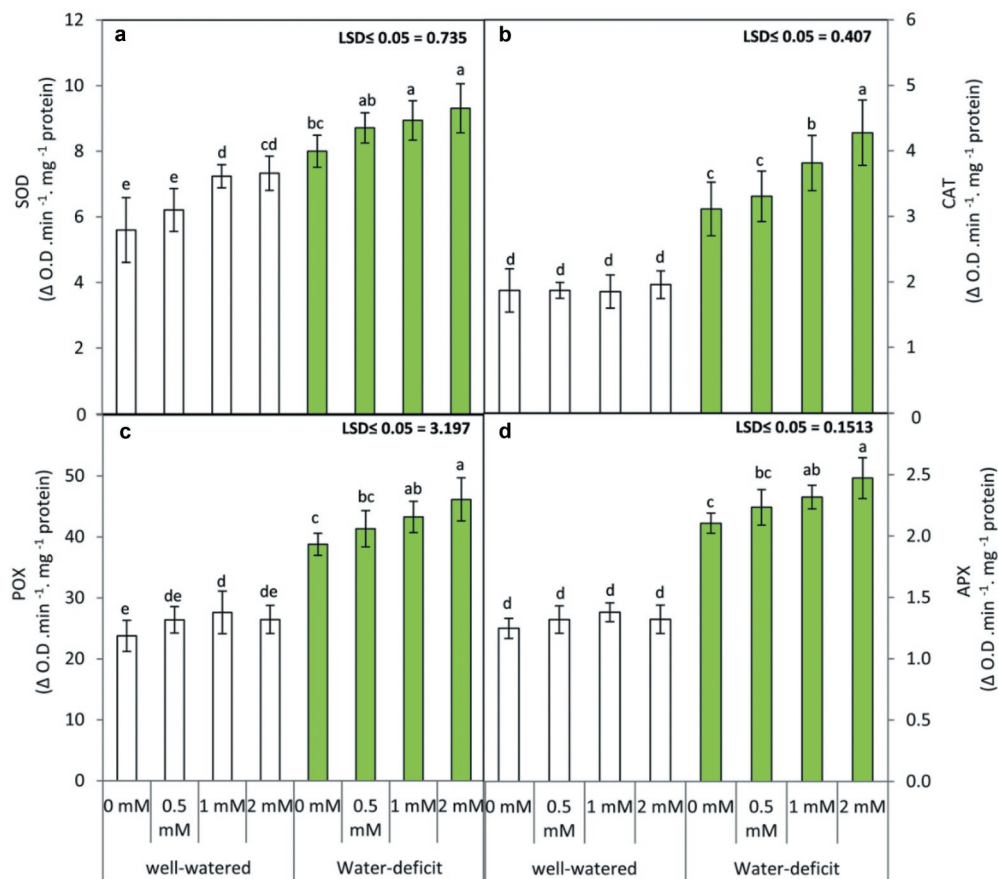 a
LSD≤ 0.05 = 0.735
12
10
8
6
4
2
0
SOD
(Δ O.D .min -1. mg -1 protein)
e
e
d
cd
bc
ab
a
a
b
LSD≤ 0.05 = 0.407
6
5
4
3
2
1
0
CAT
(Δ O.D .min -1. mg -1 protein)
d
d
d
d
c
c
b
a
c
LSD≤ 0.05 = 3.197
50
40
30
20
10
0
POX
(Δ O.D .min -1. mg -1 protein)
e
de
d
de
c
bc
ab
a
d
LSD≤ 0.05 = 0.1513
2.5
2.0
1.5
1.0
0.5
0.0
APX
(Δ O.D .min -1. mg -1 protein)
d
d
d
d
c
bc
ab
a
0 mM 0.5 mM 1 mM 2 mM 0 mM 0.5 mM 1 mM 2 mM
well-watered Water-deficit
0 mM 0.5 mM 1 mM 2 mM 0 mM 0.5 mM 1 mM 2 mM
well-watered Water-deficit